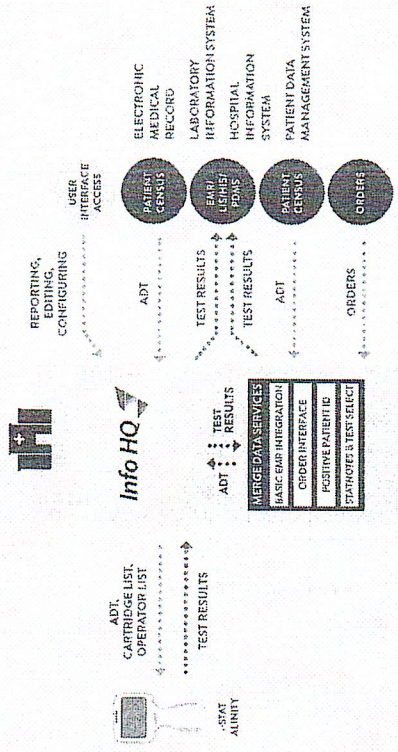 REPORTING,
EDITING,
CONFIGURING
USER
INTERFACE
ACCESS
i-STAT
ALINITY
ADT,
CARTRIDGE LIST,
OPERATOR LIST
TEST RESULTS
Info HQ
ADT
TEST
RESULTS
MERGE DATA SERVICES
BASIC EMR INTEGRATION
ORDER INTERFACE
POSITIVE PATIENT ID
STATNOTES & TEST SELECT
ADT
TEST RESULTS
TEST RESULTS
ADT
ORDERS
PATIENT
CENSUS
EMR/
LIS/HIS/
PDMS
PATIENT
CENSUS
ORDERS
ELECTRONIC
MEDICAL
RECORD
LABORATORY
INFORMATION SYSTEM
HOSPITAL
INFORMATION
SYSTEM
PATIENT DATA
MANAGEMENT SYSTEM